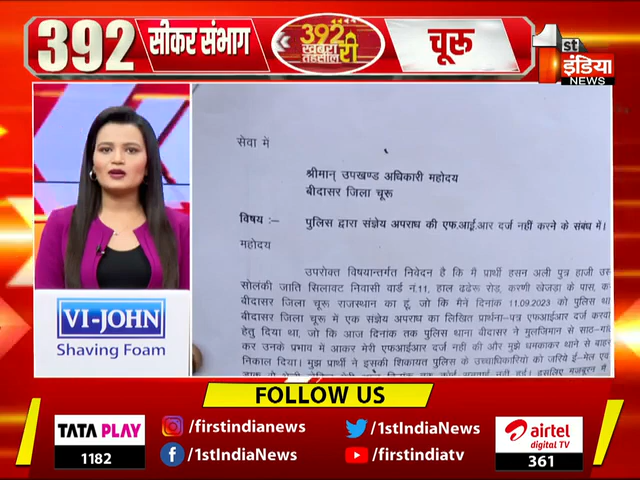 392
सीकर संभाग
392
खबरां
तहसील
री
चूरू
1st
इंडिया
NEWS
सेवा में
श्रीमान् उपखण्ड अधिकारी महोदय
बीदासर जिला चूरू
विषय :- पुलिस द्वारा संज्ञेय अपराध की एफ.आई.आर दर्ज नहीं करने के संबंध में।
महोदय
उपरोक्त विषयान्तर्गत निवेदन है कि मैं प्रार्थी हसन अली पुत्र हाजी उस
सोलकी जाति सिलावट निवासी वार्ड नं.11, हाल ढढेरू रोड, करणी खेजड़ा के पास, क
बीदासर जिला चूरू राजस्थान का हूं, जो कि मैने दिनांक 11.09.2023 को पुलिस था
बीदासर जिला चूरू में एक संज्ञेय अपराध का लिखित प्रार्थना-पत्र एफआईआर दर्ज करवा
हेतु दिया था, जो कि आज दिनांक तक पुलिस थाना बीदासर ने मुलजिमान से साठ-गां
कर उनके प्रभाव में आकर मेरी एफआईआर दर्ज नही की और मुझे धमकाकर थाने से बाहर
निकाल दिया। मुझ प्रार्थी ने इसकी शिकायत पुलिस के उच्चाधिकारियो को जरिये ई-मेल एवं
VI-JOHN
Shaving Foam
FOLLOW US
TATA PLAY
1182
/firstindianews
/1stIndiaNews
/1stIndiaNews
/firstindiatv
airtel
digital TV
361